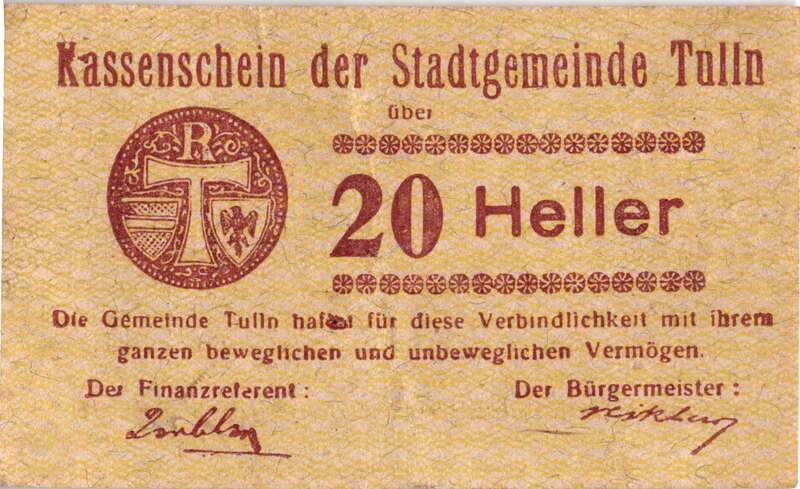 Kassenschein der Stadtgemeinde Tulln
über
R
T
20 Heller
Die Gemeinde Tulln haftet für diese Verbindlichkeit mit ihrem
ganzen beweglichen und unbeweglichen Vermögen.
Der Finanzreferent: Der Bürgermeister: